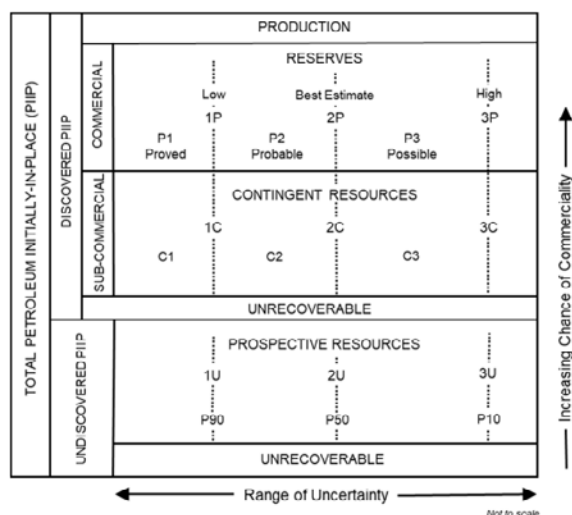 TOTAL PETROLEUM INITIALLY-IN-PLACE (PIIP)
DISCOVERED PIIP
UNDISCOVERED PIIP
COMMERCIAL
SUB-COMMERCIAL
PRODUCTION
RESERVES
Low Best Estimate High
1P 2P 3P
P1 P2 P3
Proved Probable Possible
CONTINGENT RESOURCES
1C 2C 3C
C1 C2 C3
UNRECOVERABLE
PROSPECTIVE RESOURCES
1U 2U 3U
P90 P50 P10
UNRECOVERABLE
Increasing Chance of Commerciality
Range of Uncertainty
Not to scale